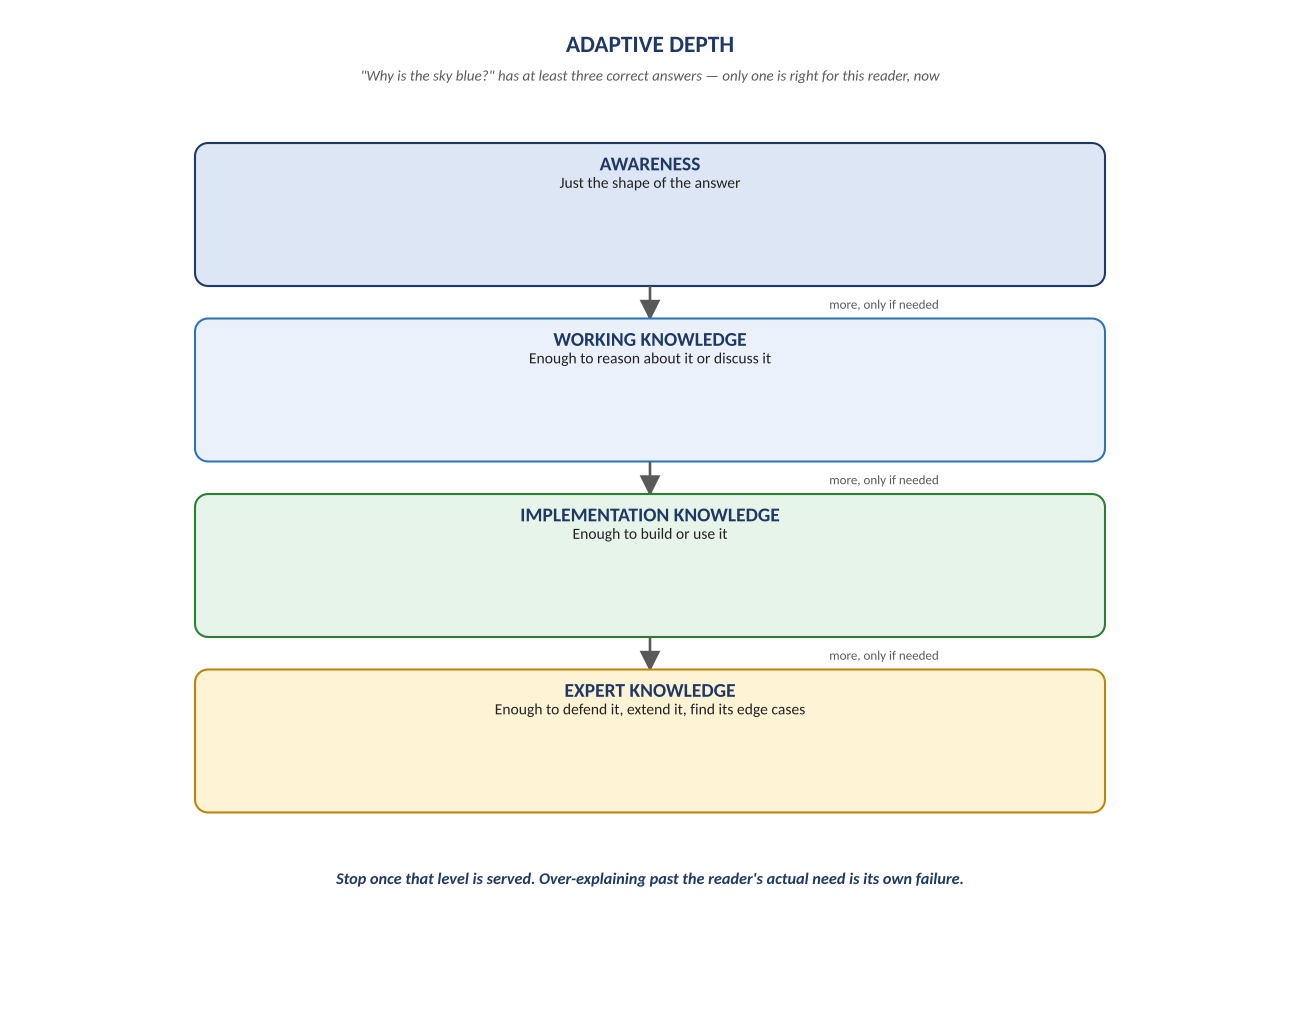 ADAPTIVE DEPTH
"Why is the sky blue?" has at least three correct answers — only one is right for this reader, now
AWARENESS
Just the shape of the answer
more, only if needed
WORKING KNOWLEDGE
Enough to reason about it or discuss it
more, only if needed
IMPLEMENTATION KNOWLEDGE
Enough to build or use it
more, only if needed
EXPERT KNOWLEDGE
Enough to defend it, extend it, find its edge cases
Stop once that level is served. Over-explaining past the reader's actual need is its own failure.